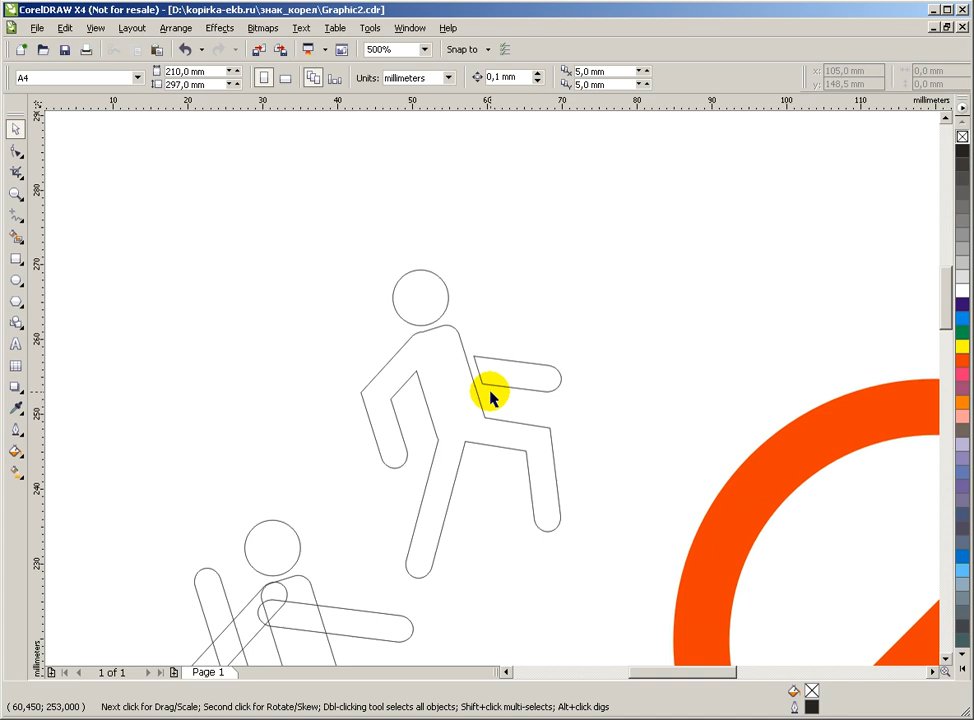 CorelDRAW X4 (Not for resale) - [D:\kopirka-ekb.ru\знак_копел\Graphic2.cdr]
File Edit View Layout Arrange Effects Bitmaps Text Table Tools Window Help
500% Snap to
A4 210,0 mm 297,0 mm Units: millimeters 0,1 mm 5,0 mm 5,0 mm x: 105,0 mm y: 148,5 mm 0,0 mm 0,0 mm
10 20 30 40 50 60 70 80 90 100 110 millimeters
280
270
260
250
240
230
millimeters
1 of 1 Page 1
( 60,450; 253,000 ) Next click for Drag/Scale; Second click for Rotate/Skew; Dbl-clicking tool selects all objects; Shift+click multi-selects; Alt+click digs